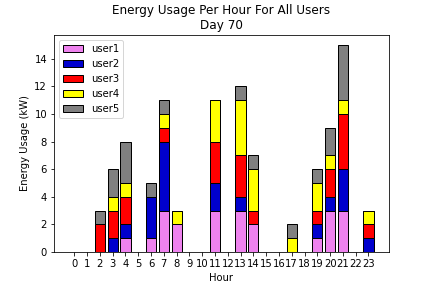 Energy Usage Per Hour For All Users
Day 70
user1
user2
user3
user4
user5
Energy Usage (kW)
14
12
10
8
6
4
2
0
0 1 2 3 4 5 6 7 8 9 10 11 12 13 14 15 16 17 18 19 20 21 22 23
Hour